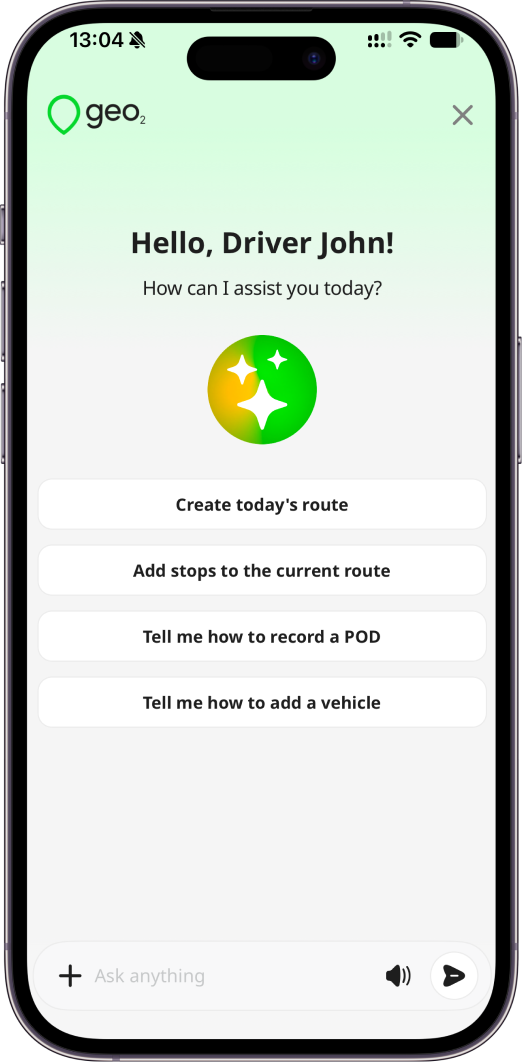 13:04
geo2
Hello, Driver John!
How can I assist you today?
Create today's route
Add stops to the current route
Tell me how to record a POD
Tell me how to add a vehicle
Ask anything